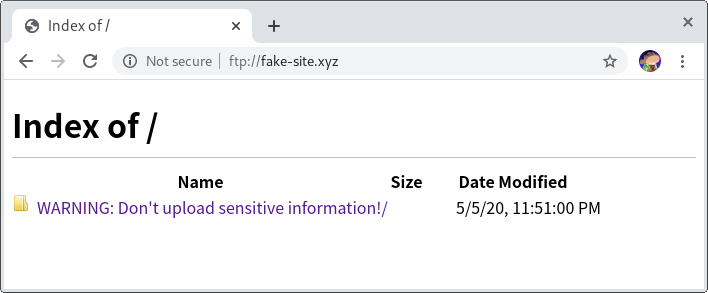 Index of /
Not secure | ftp://fake-site.xyz
Index of /
Name Size Date Modified
WARNING: Don't upload sensitive information!/ 5/5/20, 11:51:00 PM